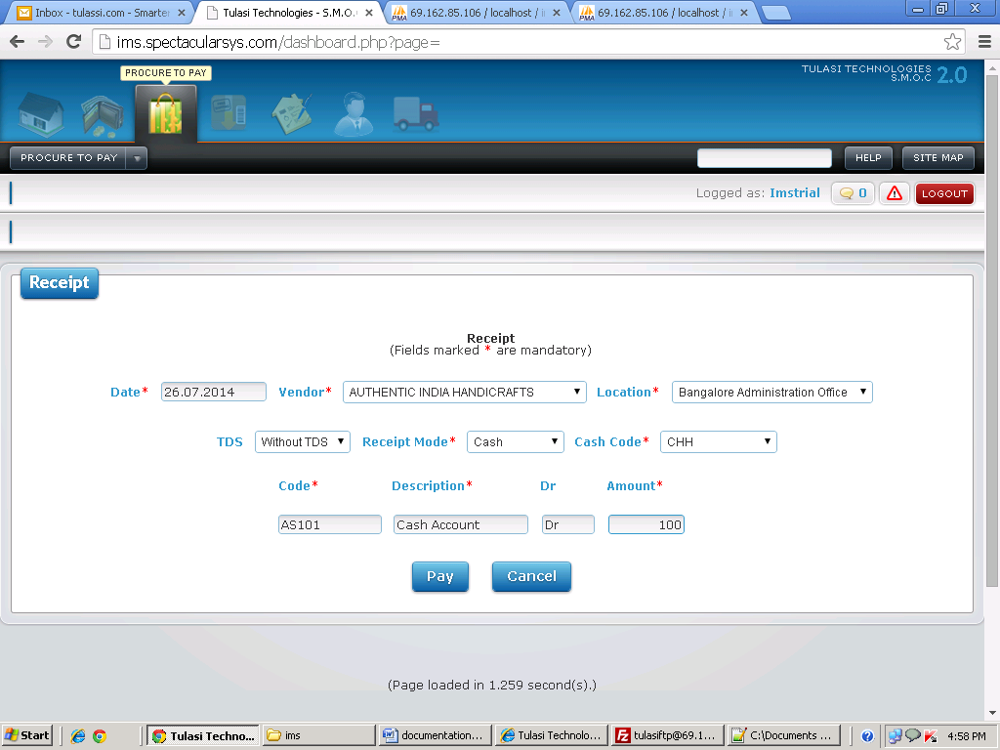 Inbox - tulassi.com - Smarte
Tulasi Technologies - S.M.O.
69.162.85.106 / localhost / i
69.162.85.106 / localhost / i
ims.spectacularsys.com/dashboard.php?page=
PROCURE TO PAY
TULASI TECHNOLOGIES
S.M.O.C
2.0
PROCURE TO PAY
HELP
SITE MAP
Logged as: Imstrial
0
LOGOUT
Receipt
Receipt
(Fields marked * are mandatory)
Date* 26.07.2014 Vendor* AUTHENTIC INDIA HANDICRAFTS Location* Bangalore Administration Office
TDS Without TDS Receipt Mode* Cash Cash Code* CHH
Code* Description* Dr Amount*
AS101 Cash Account Dr 100
Pay Cancel
(Page loaded in 1.259 second(s).)
Start Tulasi Techno... ims documentation... Tulasi Technolo... tulasiftp@69.1... C:\Documents ... 4:58 PM